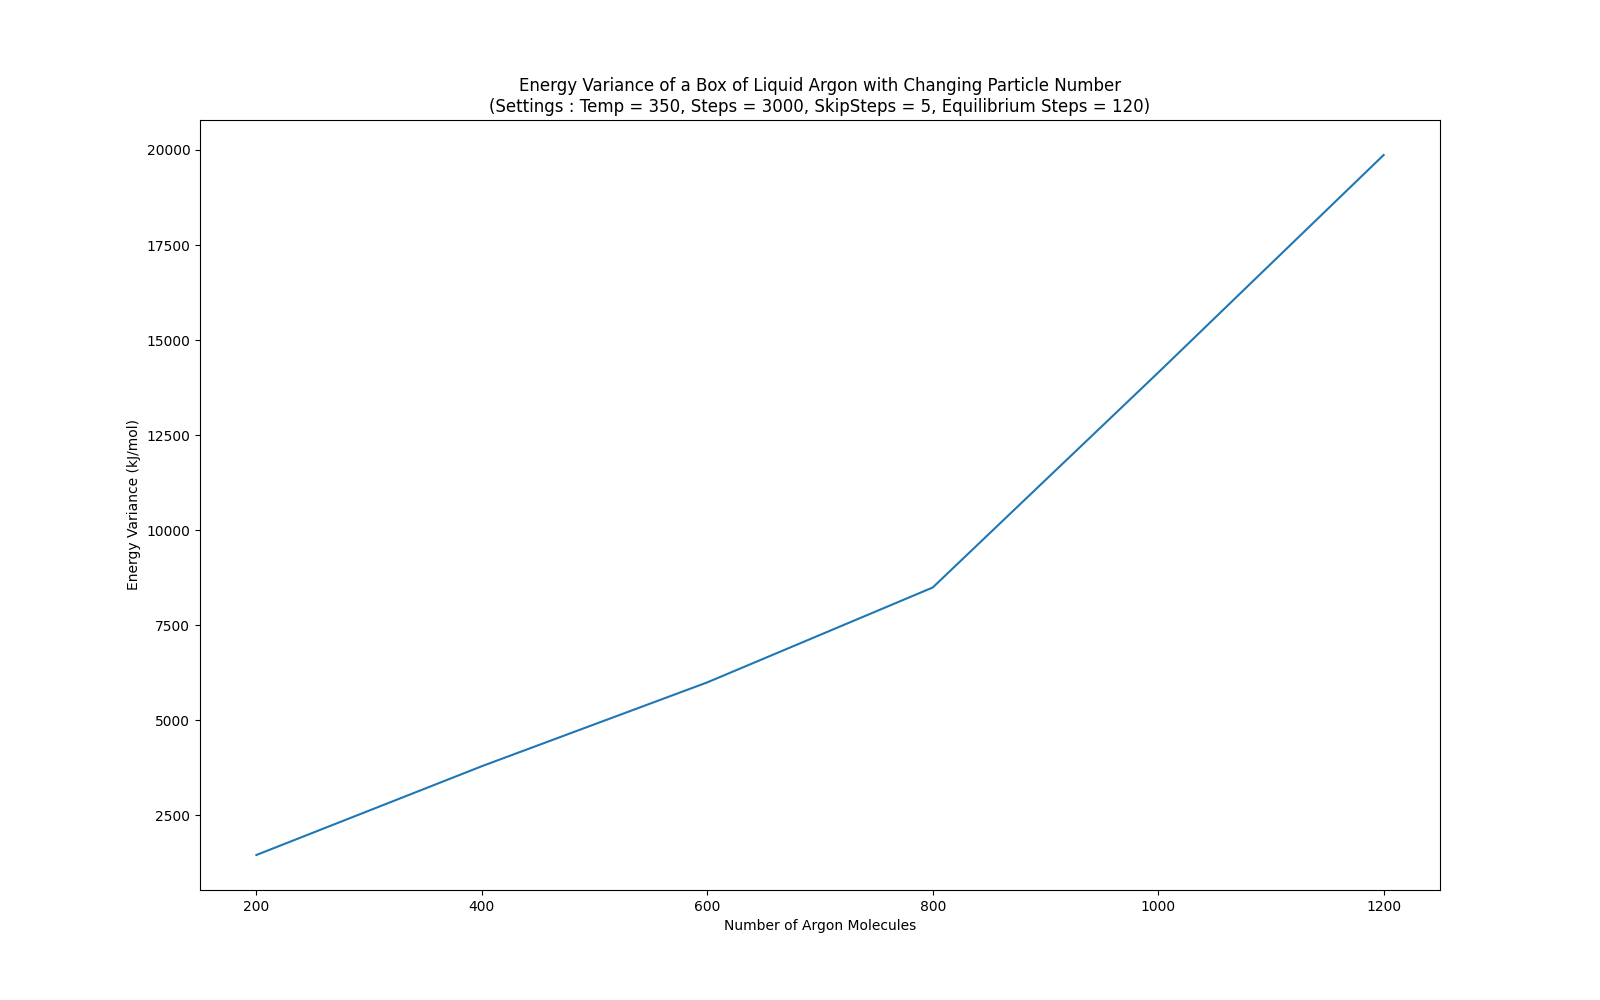 Energy Variance of a Box of Liquid Argon with Changing Particle Number
(Settings : Temp = 350, Steps = 3000, SkipSteps = 5, Equilibrium Steps = 120)
Energy Variance (kJ/mol)
20000
17500
15000
12500
10000
7500
5000
2500
200 400 600 800 1000 1200
Number of Argon Molecules